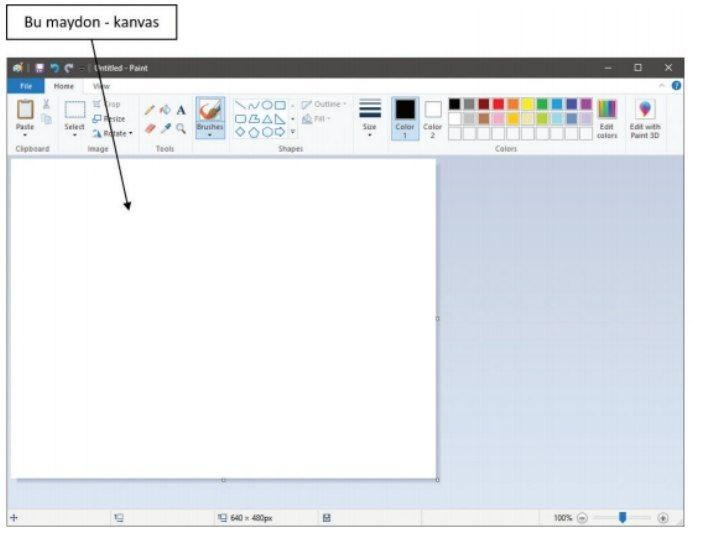 Bu maydon - kanvas
Untitled - Paint
File Home View
Paste
Select
Crop
Resize
Rotate
A
Brushes
Outline
Fill
Size
Color 1
Color 2
Edit colors
Edit with Paint 3D
Clipboard Image Tools Shapes Colors
640 × 480px 100%